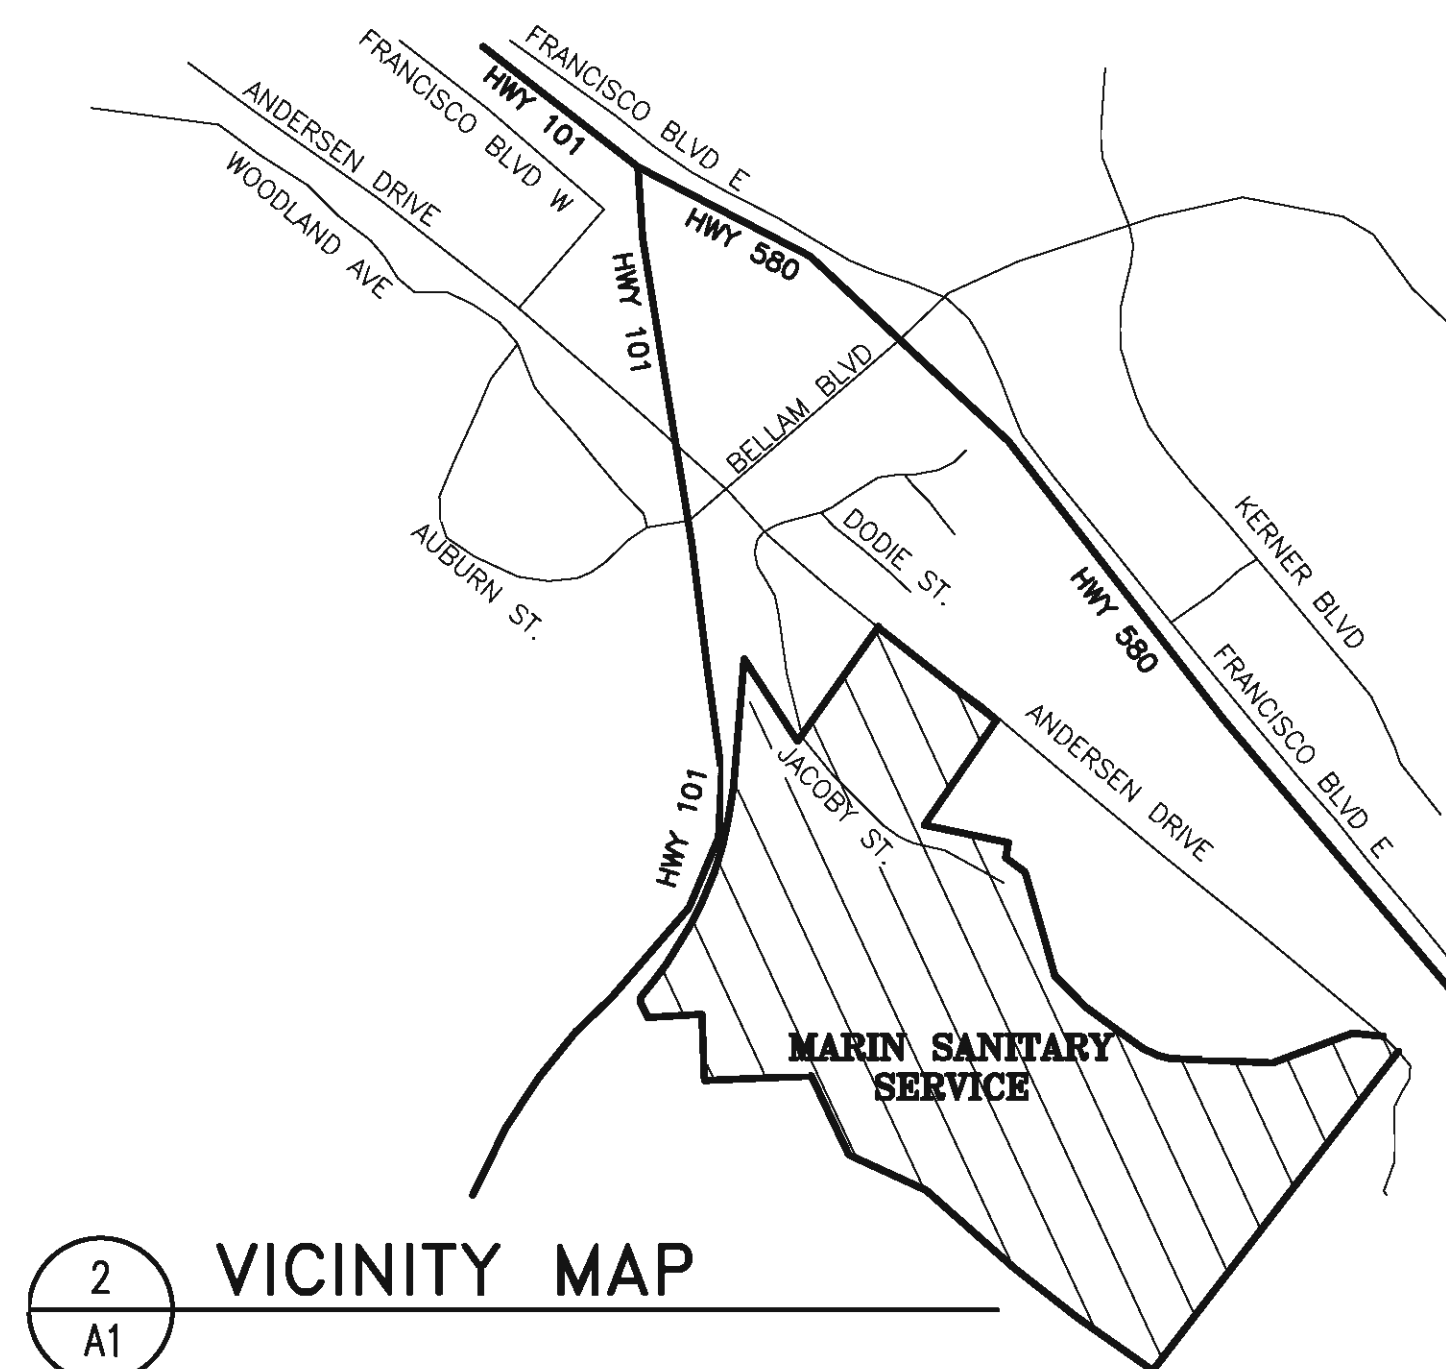 FRANCISCO BLVD E
FRANCISCO BLVD W
HWY 101
ANDERSEN DRIVE
WOODLAND AVE
HWY 580
HWY 101
BELLAM BLVD
DODIE ST.
AUBURN ST.
KERNER BLVD
HWY 580
FRANCISCO BLVD E
ANDERSEN DRIVE
JACOBY ST.
HWY 101
MARIN SANITARY
SERVICE
2
VICINITY MAP
A1